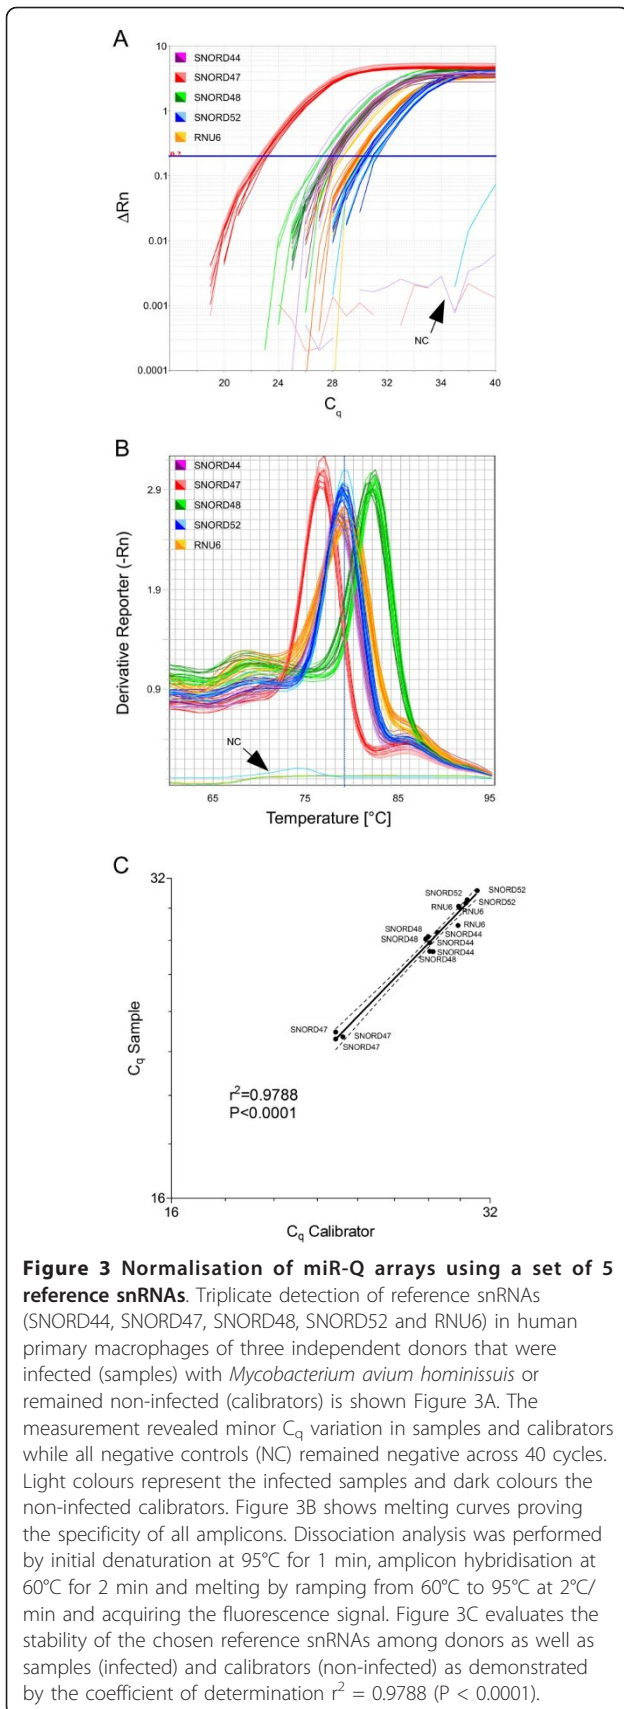 A
SNORD44
SNORD47
SNORD48
SNORD52
RNU6
10
1
0.1
0.01
0.001
0.0001
ΔRn
NC
20
24
26
28
30
34
40
Cq
B
SNORD44
SNORD47
SNORD48
SNORD52
RNU6
2.9
1.9
0.9
Derivative Reporter (-Rn)
NC
65
75
85
95
Temperature [°C]
C
32
SNORD52 SNORD52
SNORD52
RNU6 RNU6
RNU6
SNORD48 SNORD44
SNORD48 SNORD44
SNORD44
SNORD48
SNORD47 SNORD47
SNORD47
Cq Sample
r²=0.9788
P<0.0001
16
16
32
Cq Calibrator
Figure 3 Normalisation of miR-Q arrays using a set of 5
reference snRNAs. Triplicate detection of reference snRNAs
(SNORD44, SNORD47, SNORD48, SNORD52 and RNU6) in human
primary macrophages of three independent donors that were
infected (samples) with Mycobacterium avium hominissuis or
remained non-infected (calibrators) is shown Figure 3A. The
measurement revealed minor Cq variation in samples and calibrators
while all negative controls (NC) remained negative across 40 cycles.
Light colours represent the infected samples and dark colours the
non-infected calibrators. Figure 3B shows melting curves proving
the specificity of all amplicons. Dissociation analysis was performed
by initial denaturation at 95°C for 1 min, amplicon hybridisation at
60°C for 2 min and melting by ramping from 60°C to 95°C at 2°C/
min and acquiring the fluorescence signal. Figure 3C evaluates the
stability of the chosen reference snRNAs among donors as well as
samples (infected) and calibrators (non-infected) as demonstrated
by the coefficient of determination r² = 0.9788 (P < 0.0001).